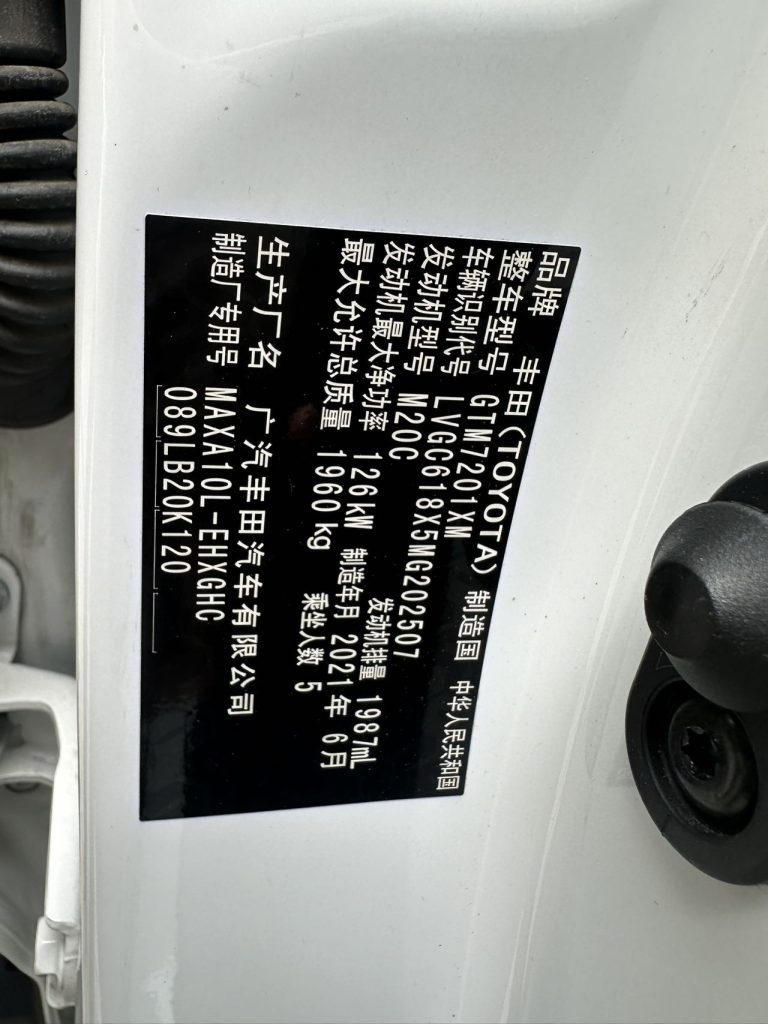 品牌 丰田(TOYOTA) 制造国 中华人民共和国
整车型号 GTM7201XM
车辆识别代号 LVGC618X5MG202507
发动机型号 M20C 发动机排量 1987mL
发动机最大净功率 126kW 制造年月 2021年 6月
最大允许总质量 1960kg 乘坐人数 5
生产厂名 广汽丰田汽车有限公司
制造厂专用号 MAXA10L-EHXGHC
089LB20K120